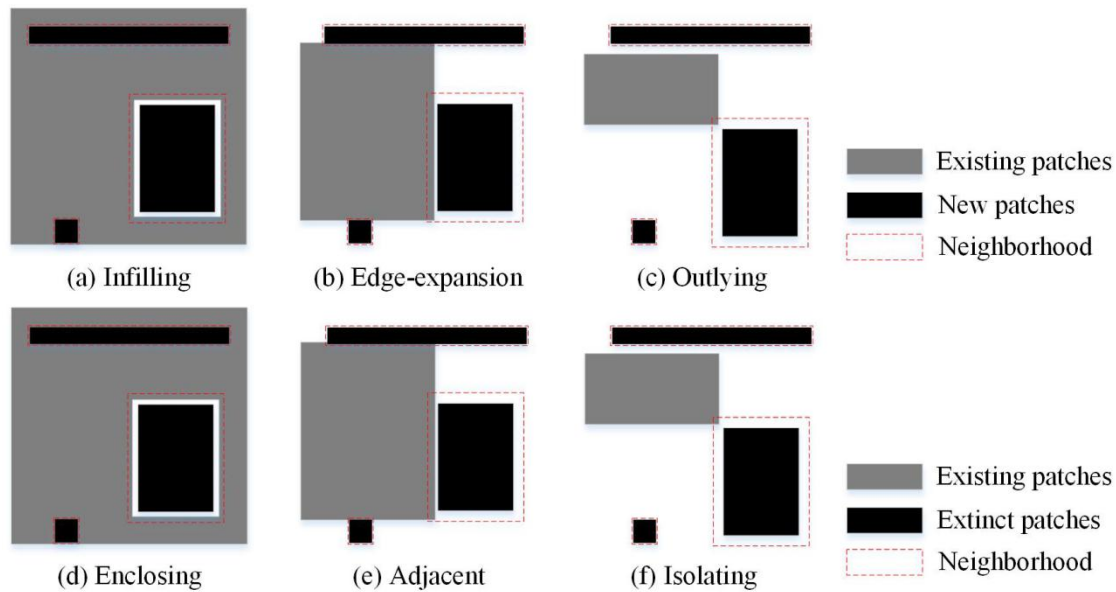 Existing patches
New patches
Neighborhood
(a) Infilling
(b) Edge-expansion
(c) Outlying
Existing patches
Extinct patches
Neighborhood
(d) Enclosing
(e) Adjacent
(f) Isolating